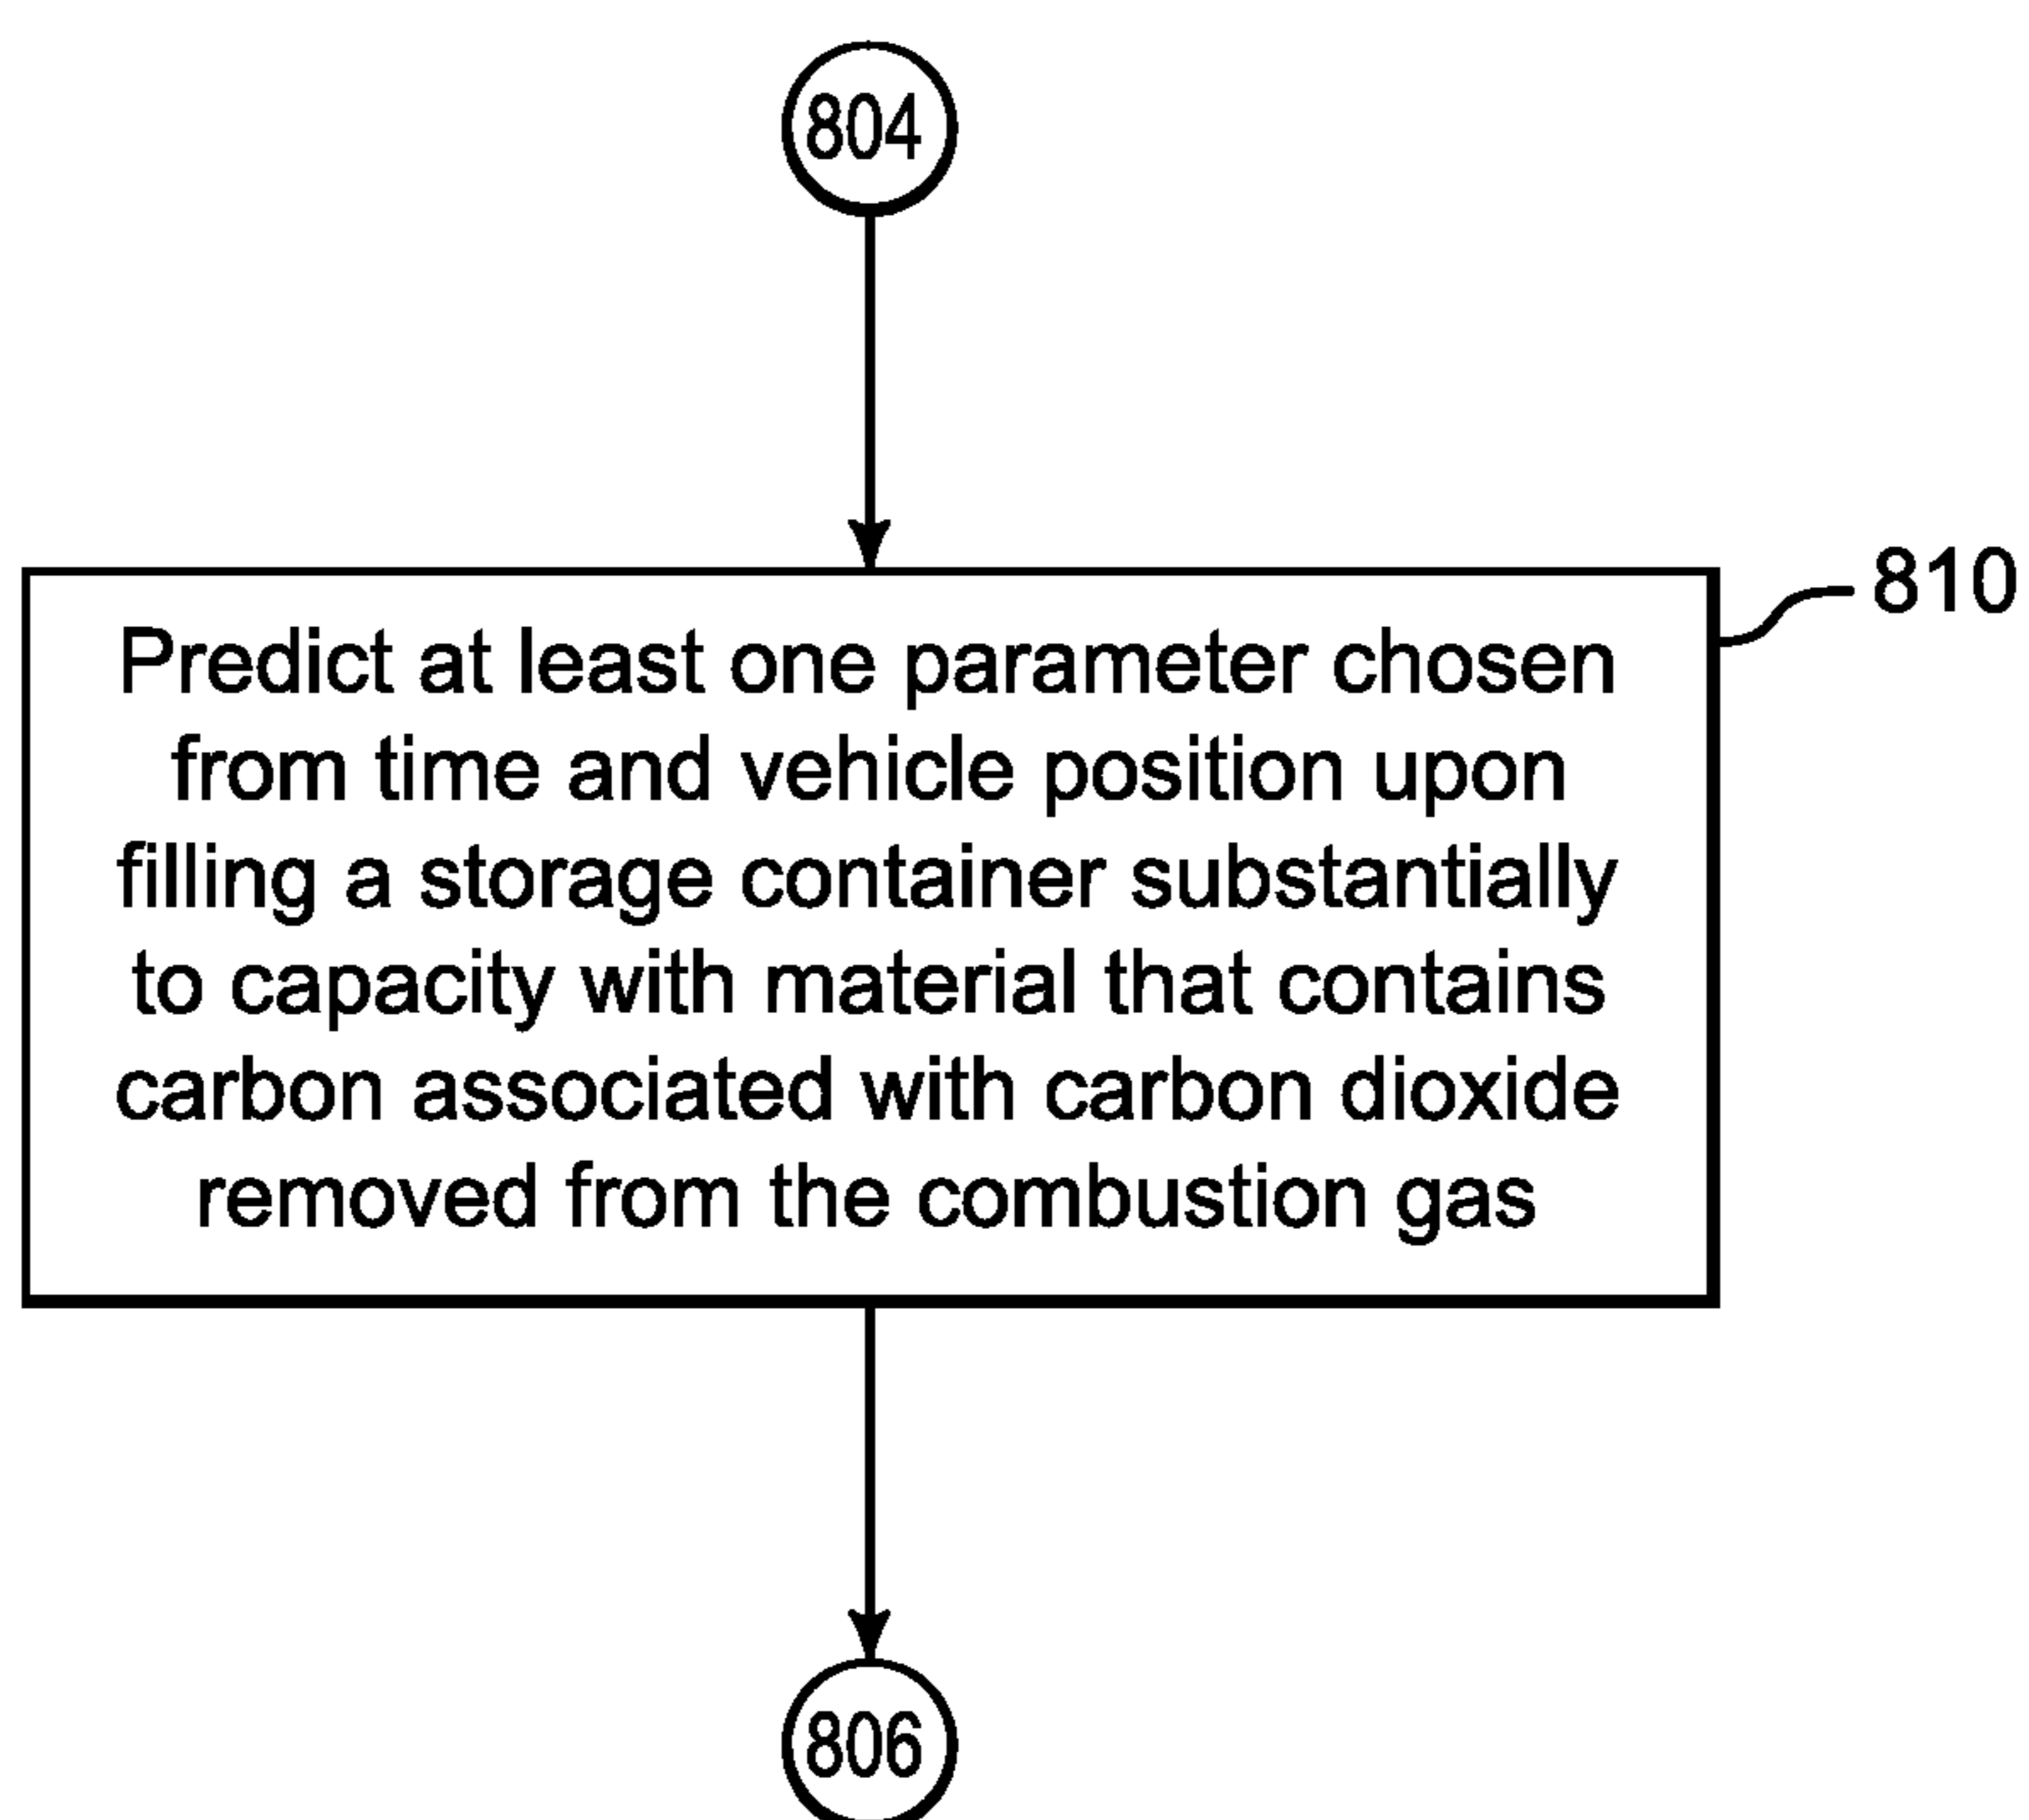 804
810
Predict at least one parameter chosen
from time and vehicle position upon
filling a storage container substantially
to capacity with material that contains
carbon associated with carbon dioxide
removed from the combustion gas
806